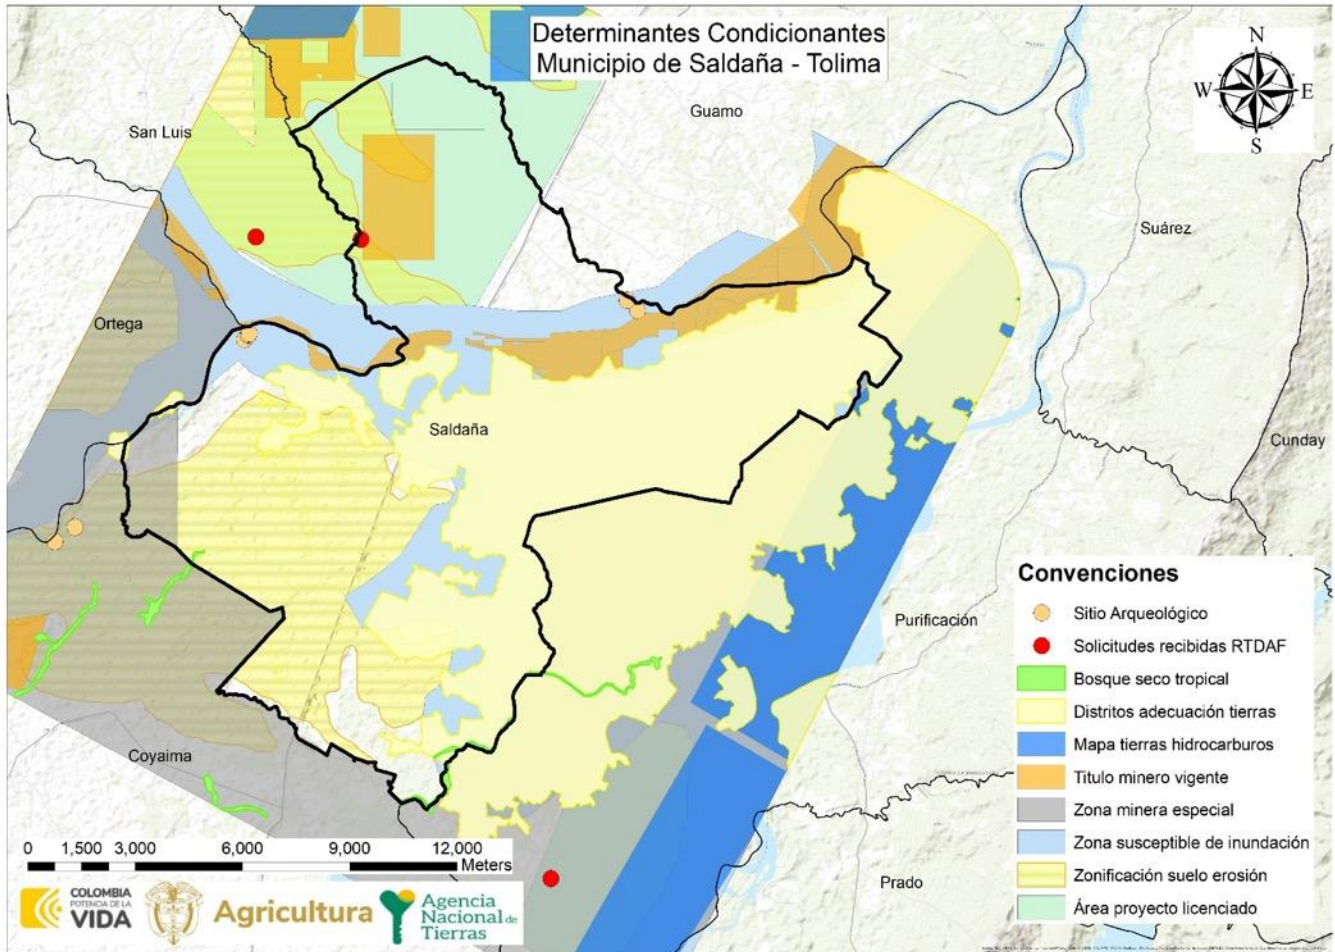 Determinantes Condicionantes
Municipio de Saldaña - Tolima
N
W
E
S
Guamo
San Luis
Suárez
Ortega
Saldaña
Cunday
Purificación
Coyaima
Prado
Convenciones
Sitio Arqueológico
Solicitudes recibidas RTDAF
Bosque seco tropical
Distritos adecuación tierras
Mapa tierras hidrocarburos
Titulo minero vigente
Zona minera especial
Zona susceptible de inundación
Zonificación suelo erosión
Área proyecto licenciado
0 1,500 3,000 6,000 9,000 12,000
Meters
COLOMBIA
POTENCIA DE LA
VIDA
Agricultura
Agencia
Nacional de
Tierras